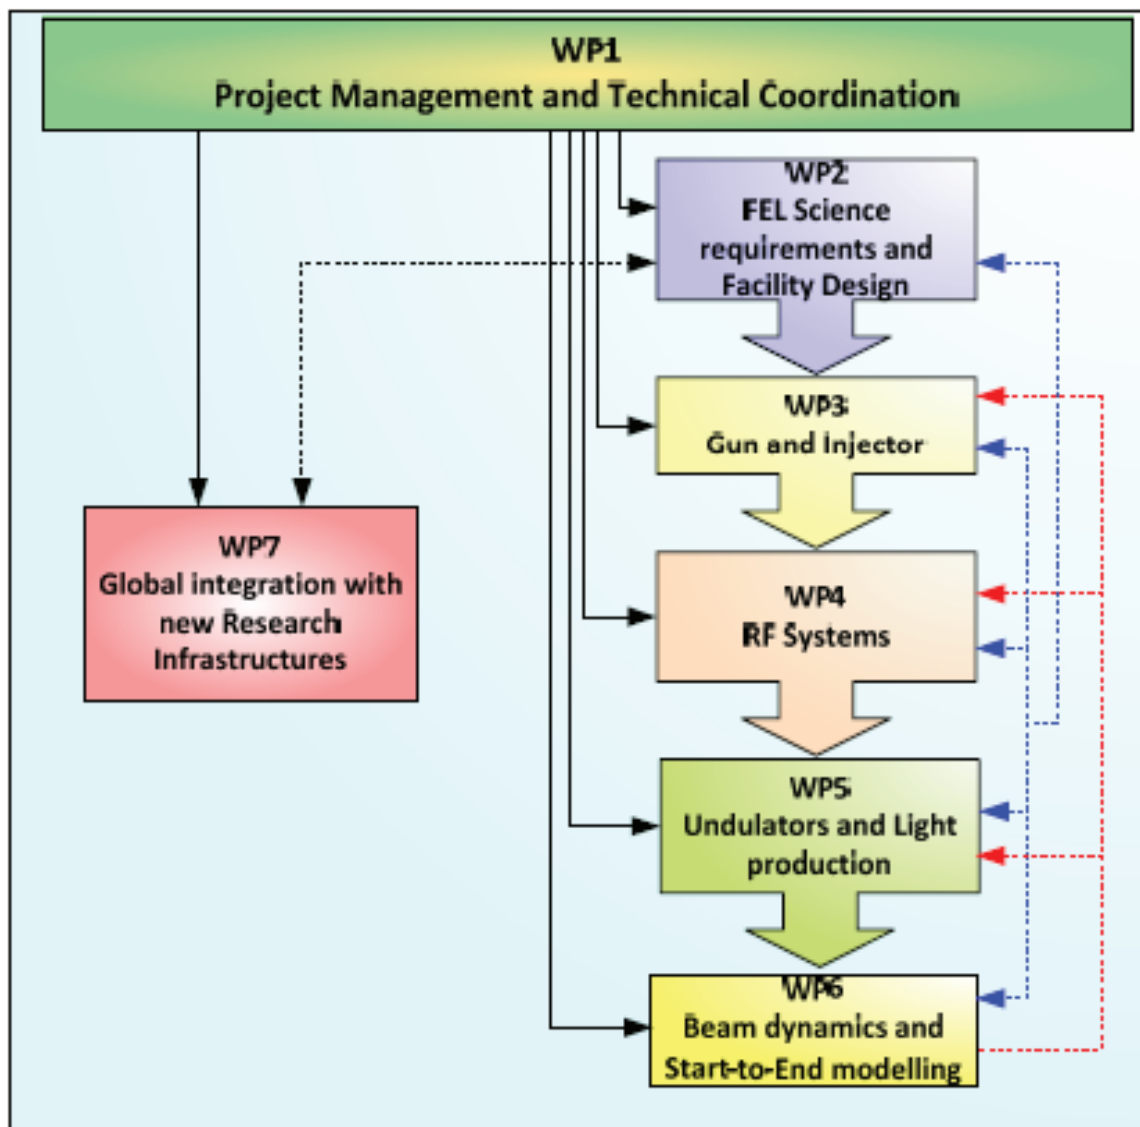 WP1
Project Management and Technical Coordination
WP2
FEL Science
requirements and
Facility Design
WP3
Gun and Injector
WP7
Global integration with
new Research
Infrastructures
WP4
RF Systems
WP5
Undulators and Light
production
WP6
Beam dynamics and
Start-to-End modelling